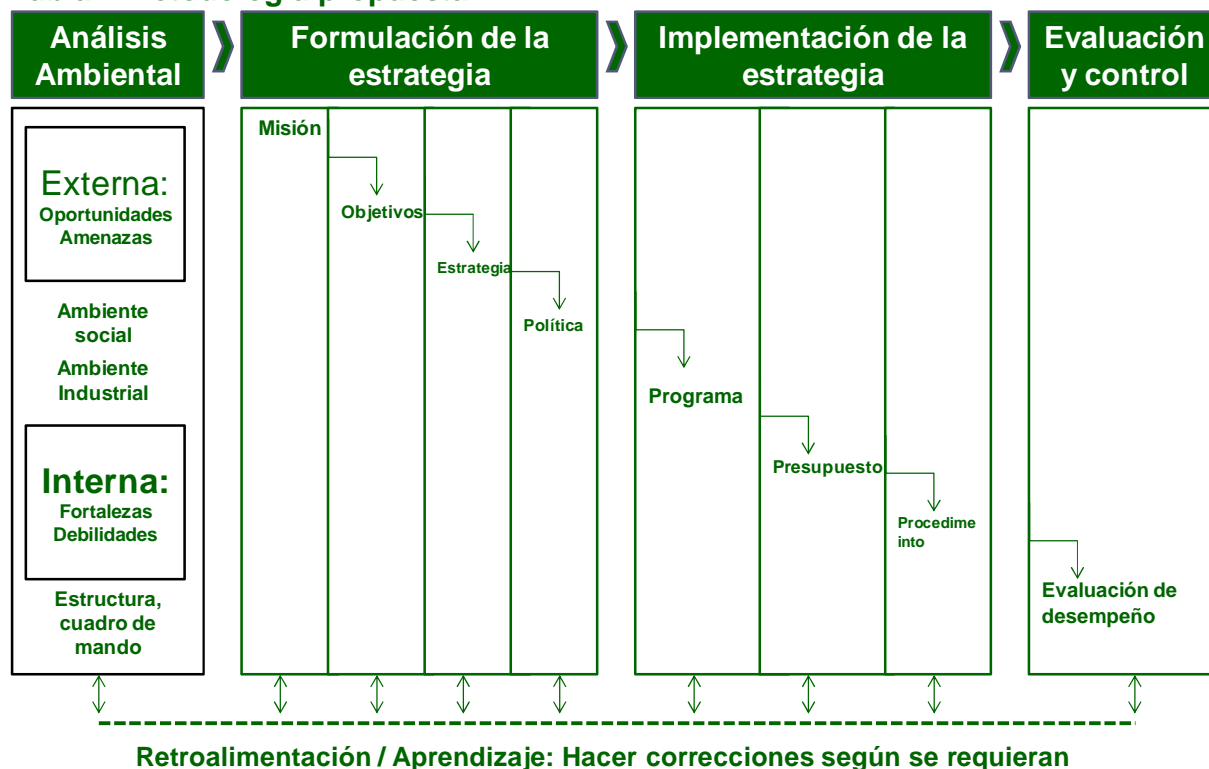 Análisis
Ambiental
Formulación de la
estrategia
Implementación de la
estrategia
Evaluación
y control
Externa:
Oportunidades
Amenazas
Ambiente
social
Ambiente
Industrial
Interna:
Fortalezas
Debilidades
Estructura,
cuadro de
mando
Misión
Objetivos
Estrategia
Política
Programa
Presupuesto
Procedime
into
Evaluación de
desempeño
Retroalimentación / Aprendizaje: Hacer correcciones según se requieran